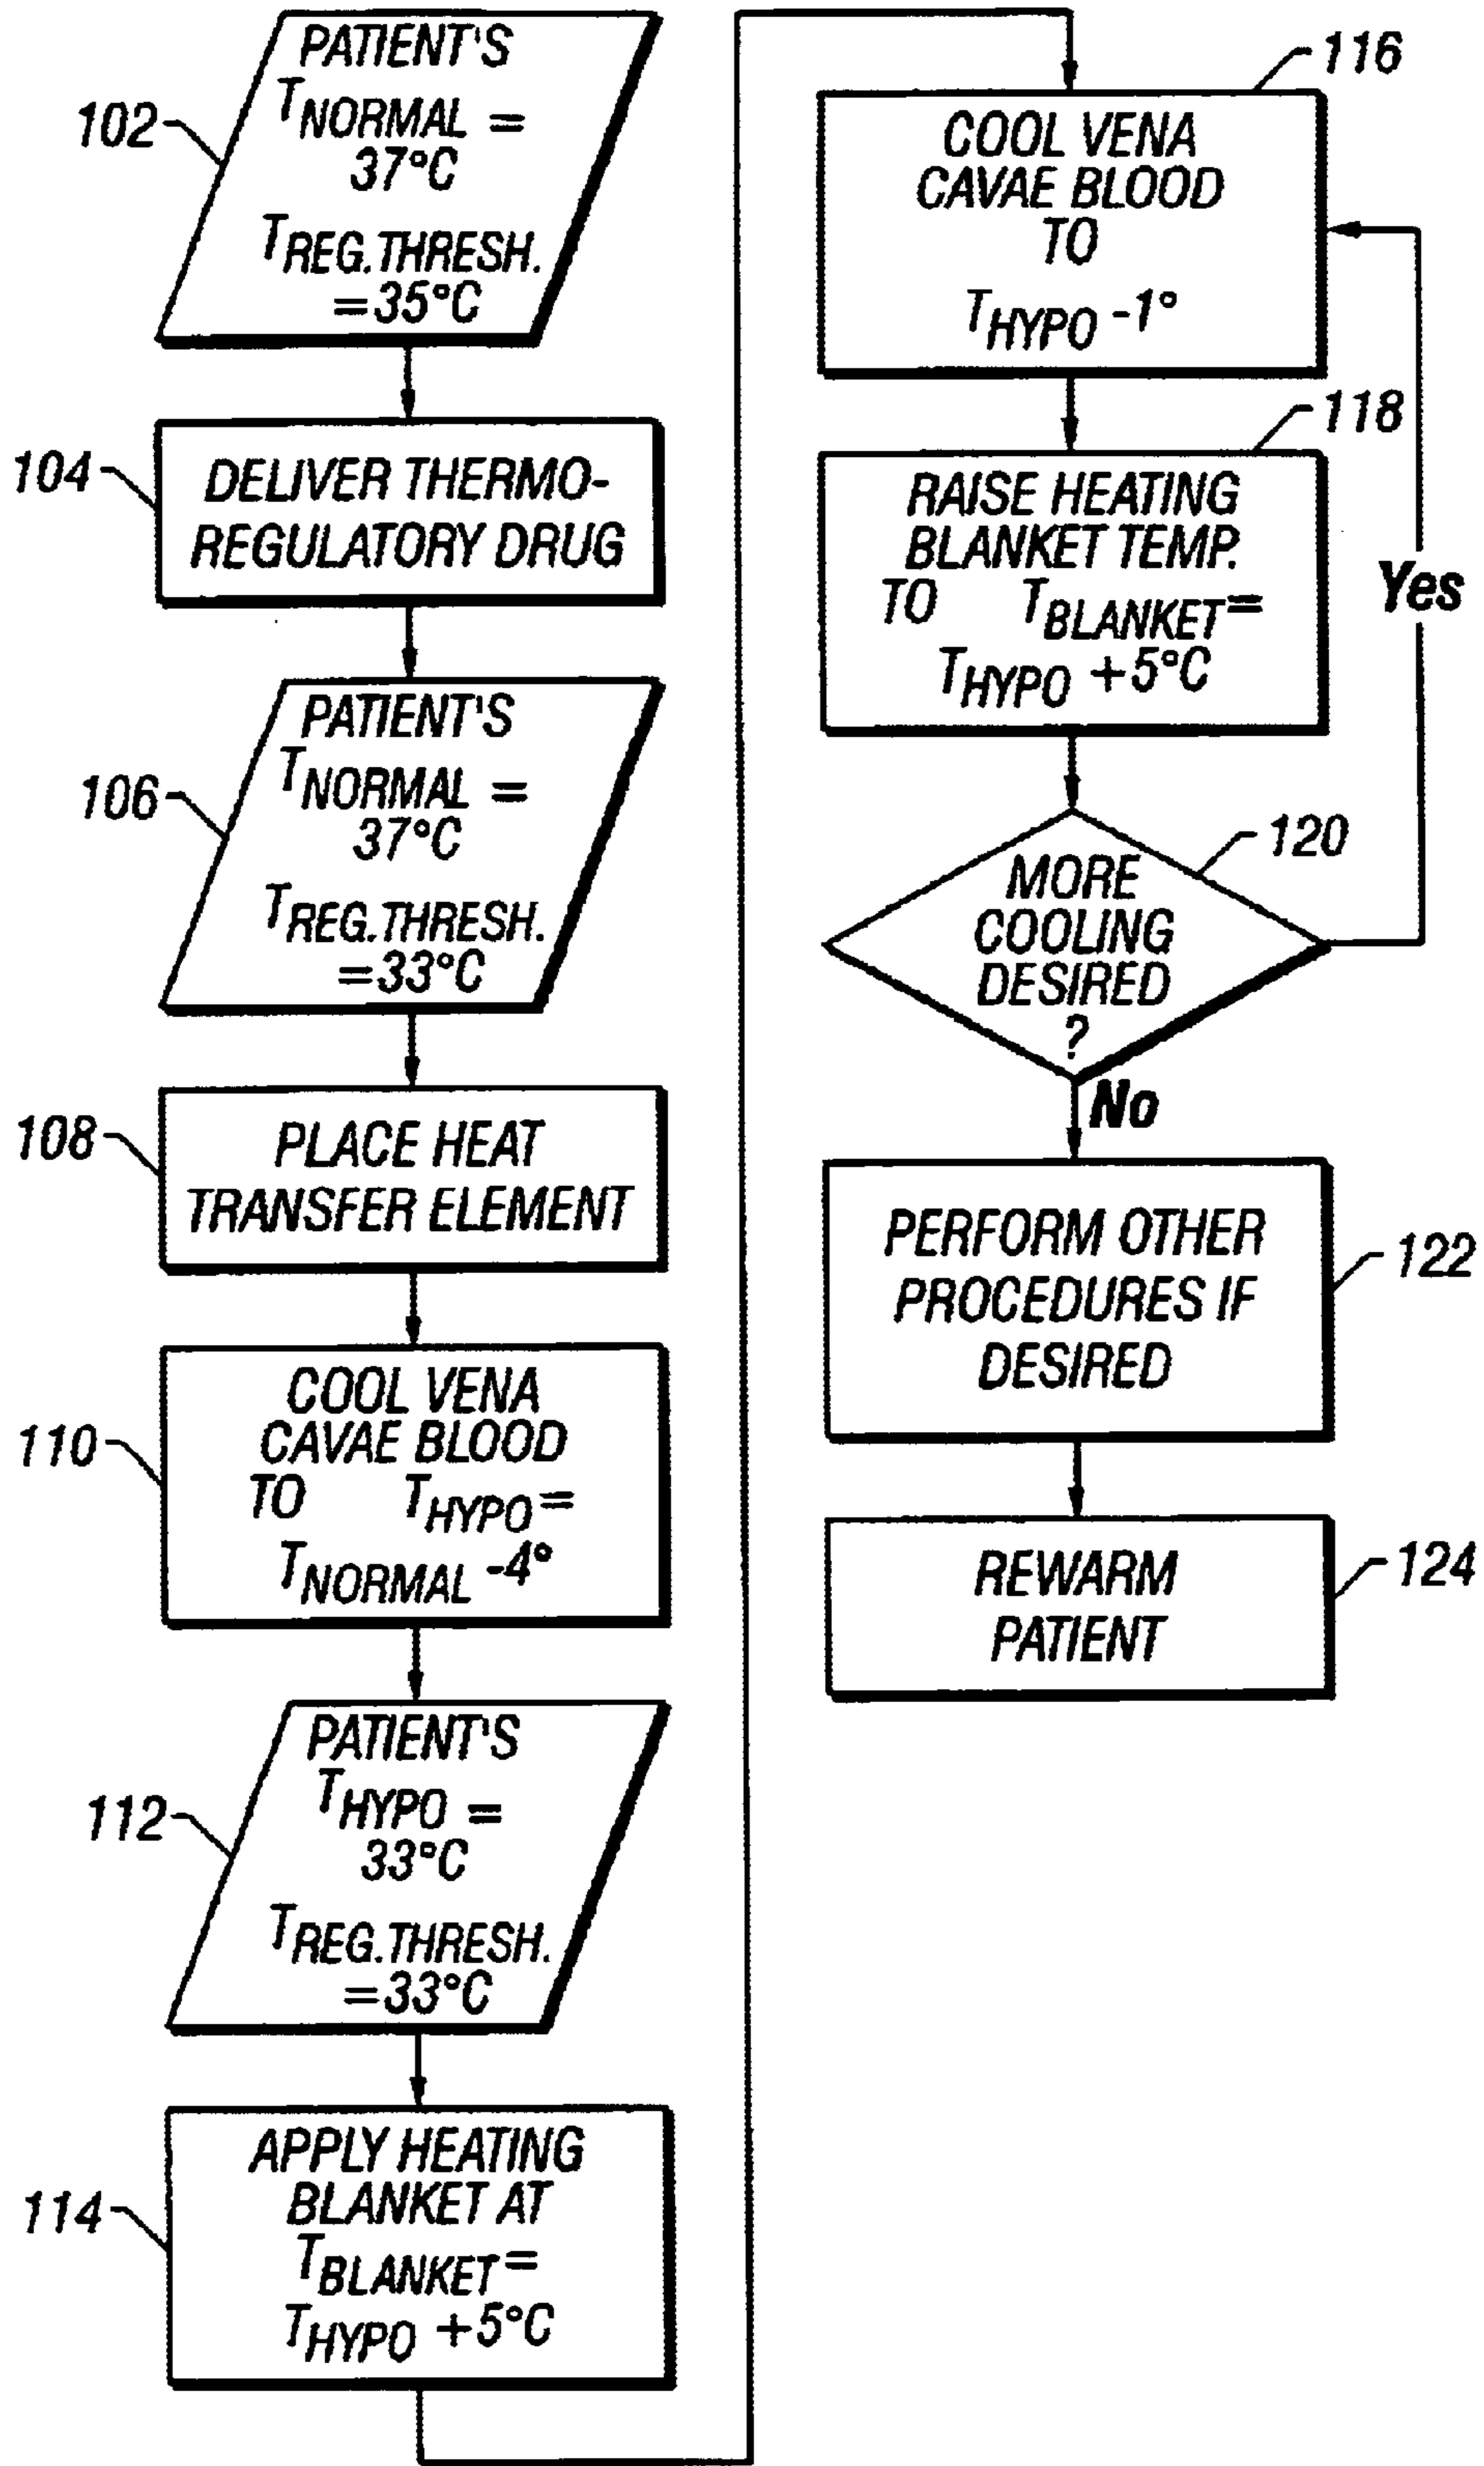 102
PATIENT'S
TNORMAL =
37°C
TREG.THRESH.
=35°C
104
DELIVER THERMO-
REGULATORY DRUG
106
PATIENT'S
TNORMAL =
37°C
TREG.THRESH.
=33°C
108
PLACE HEAT
TRANSFER ELEMENT
110
COOL VENA
CAVAE BLOOD
TO THYPO=
TNORMAL -4°
112
PATIENT'S
THYPO =
33°C
TREG.THRESH.
=33°C
114
APPLY HEATING
BLANKET AT
TBLANKET=
THYPO +5°C
116
COOL VENA
CAVAE BLOOD
TO
THYPO -1°
118
RAISE HEATING
BLANKET TEMP.
TO TBLANKET=
THYPO +5°C
Yes
120
MORE
COOLING
DESIRED
?
No
122
PERFORM OTHER
PROCEDURES IF
DESIRED
124
REWARM
PATIENT